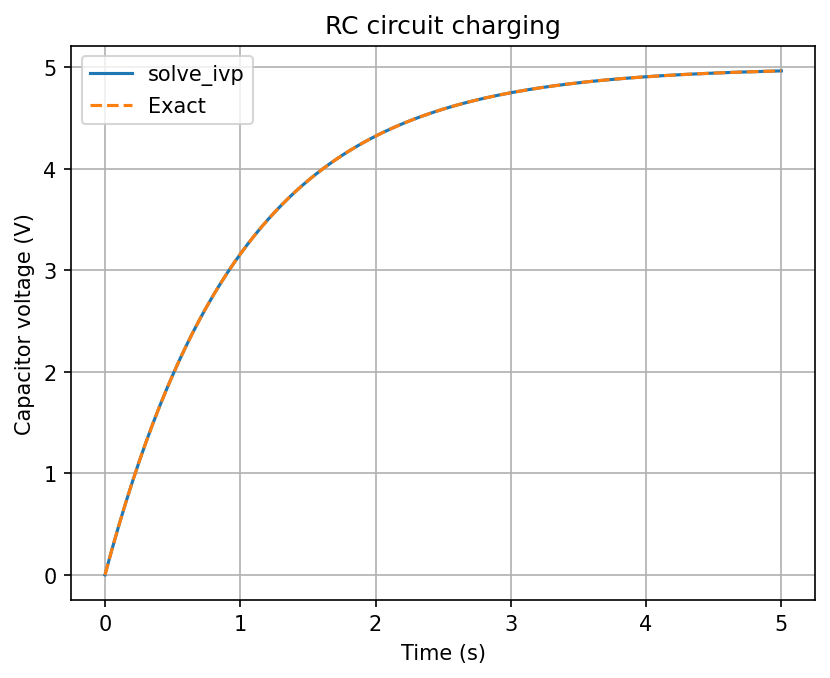 RC circuit charging
solve_ivp
Exact
Capacitor voltage (V)
5
4
3
2
1
0
0 1 2 3 4 5
Time (s)